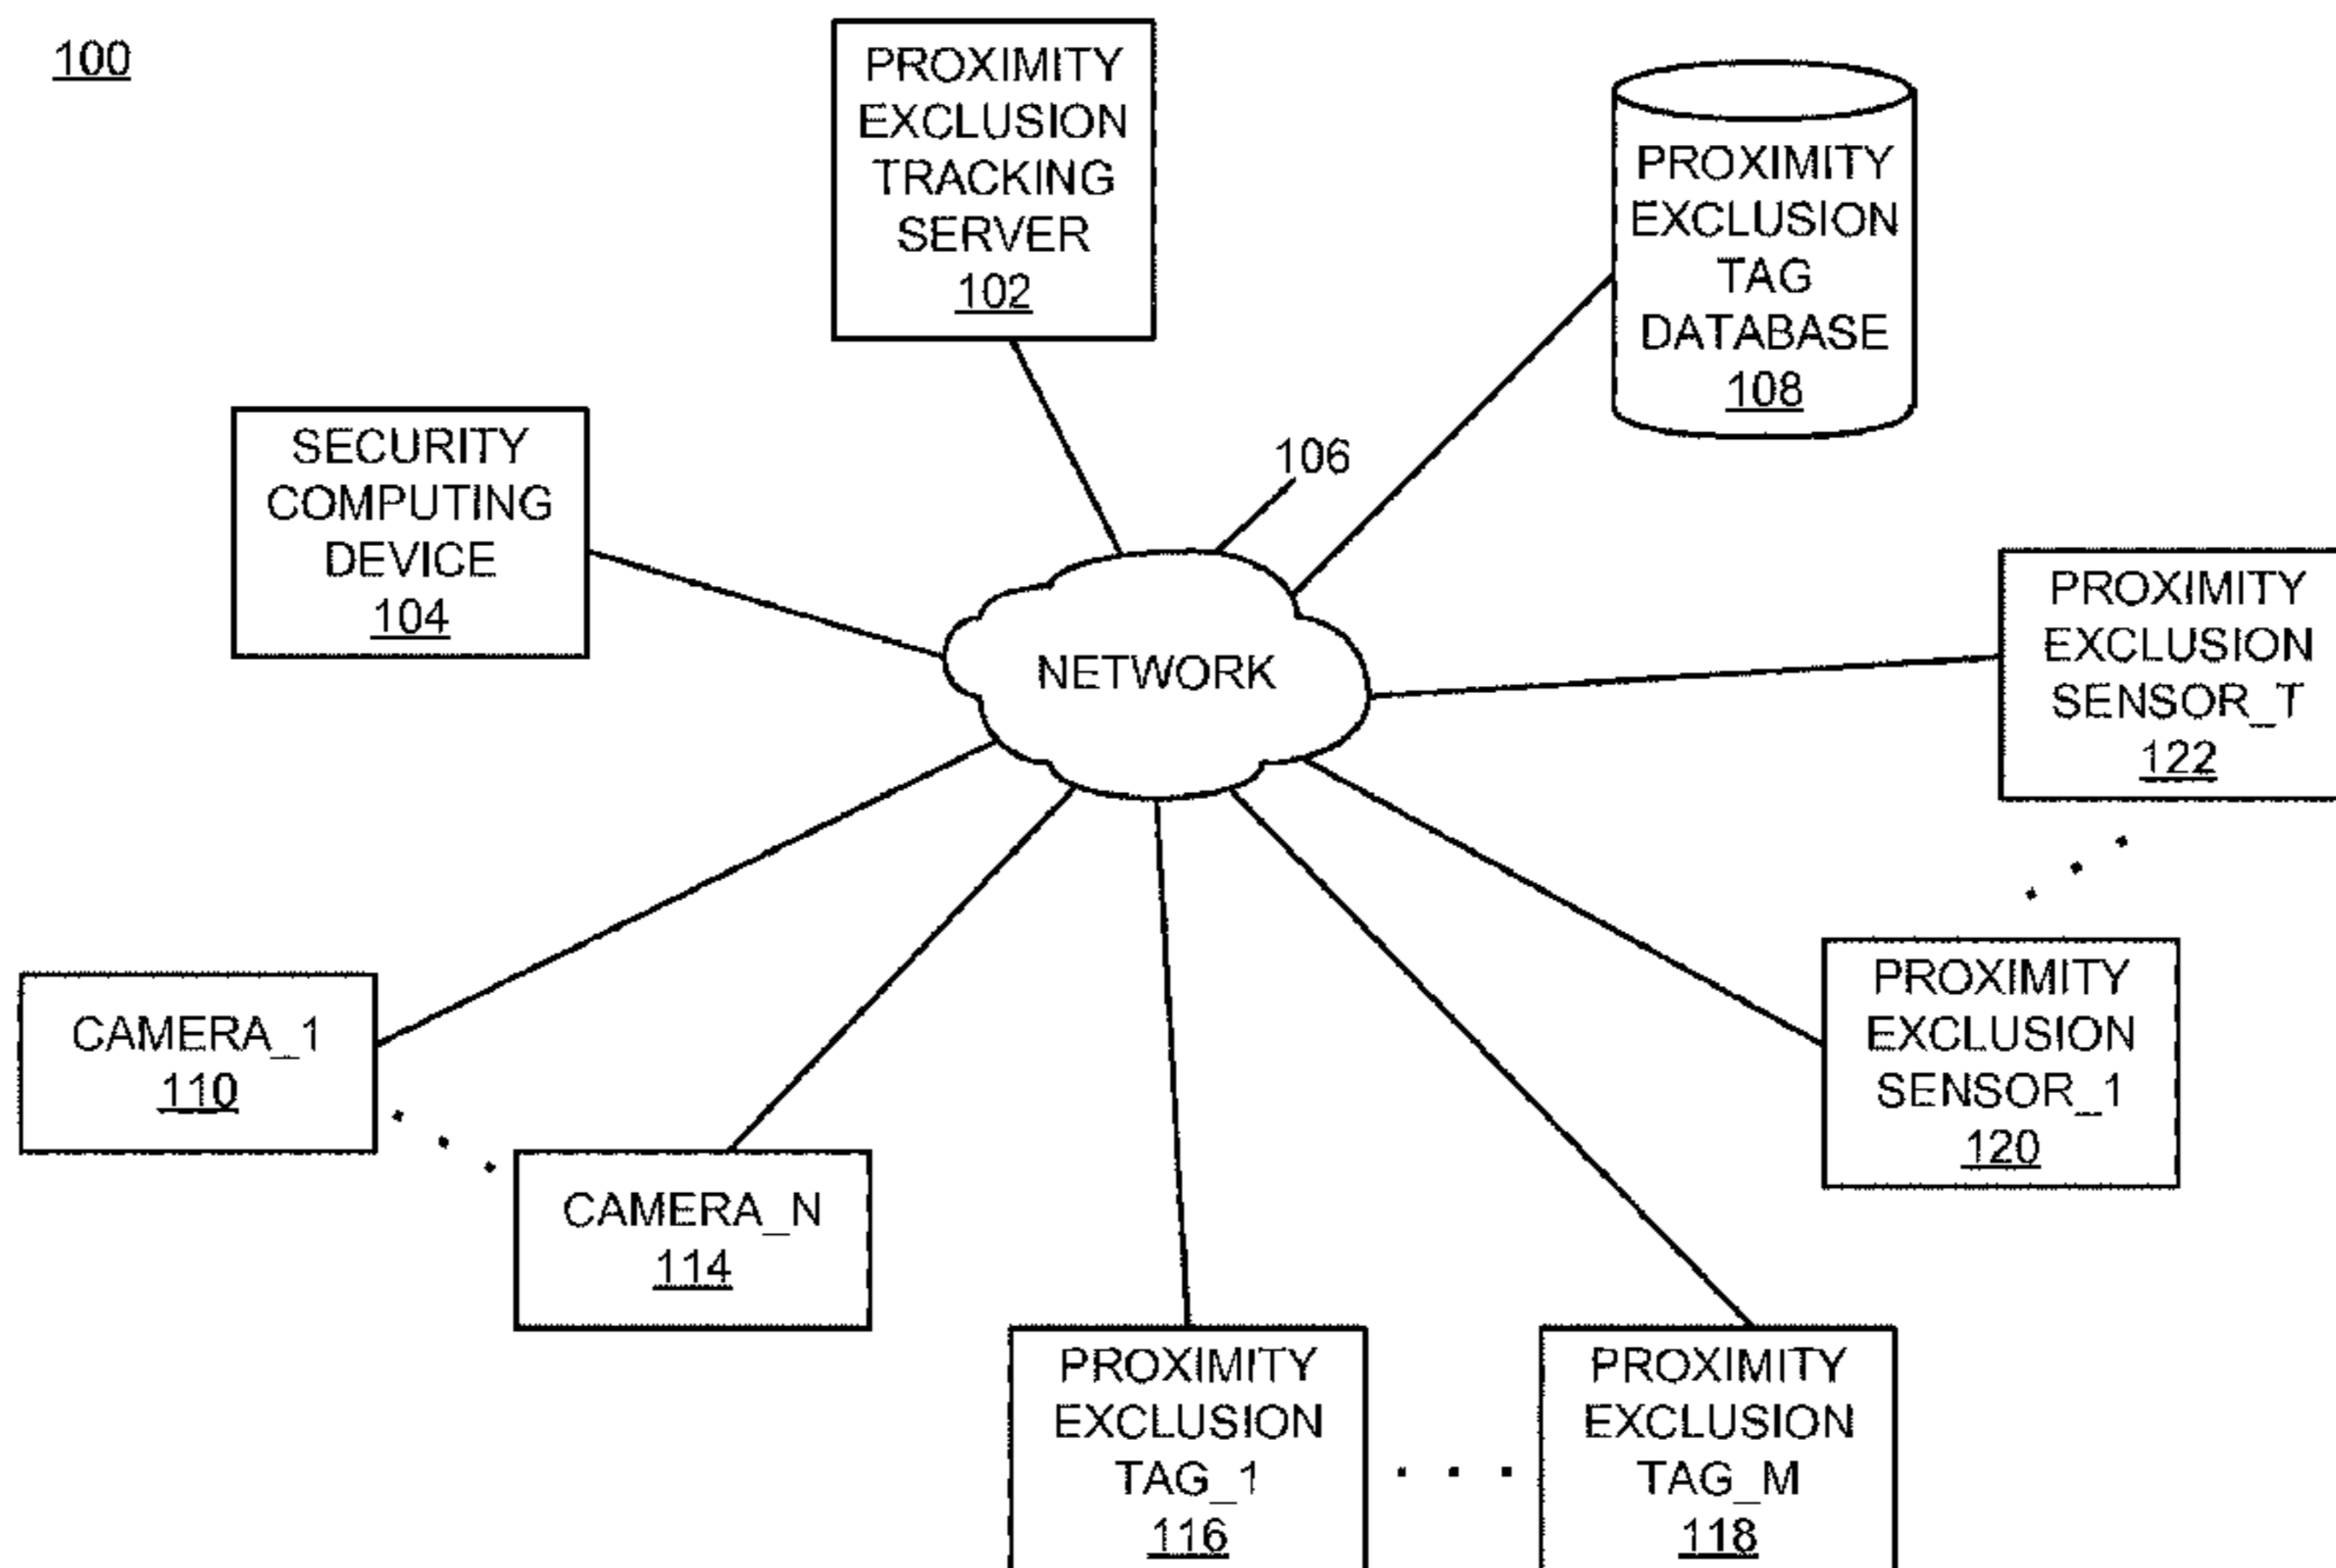 100
PROXIMITY
EXCLUSION
TRACKING
SERVER
102
PROXIMITY
EXCLUSION
TAG
DATABASE
108
SECURITY
COMPUTING
DEVICE
104
106
NETWORK
PROXIMITY
EXCLUSION
SENSOR_T
122
CAMERA_1
110
CAMERA_N
114
PROXIMITY
EXCLUSION
SENSOR_1
120
PROXIMITY
EXCLUSION
TAG_1
116
PROXIMITY
EXCLUSION
TAG_M
118